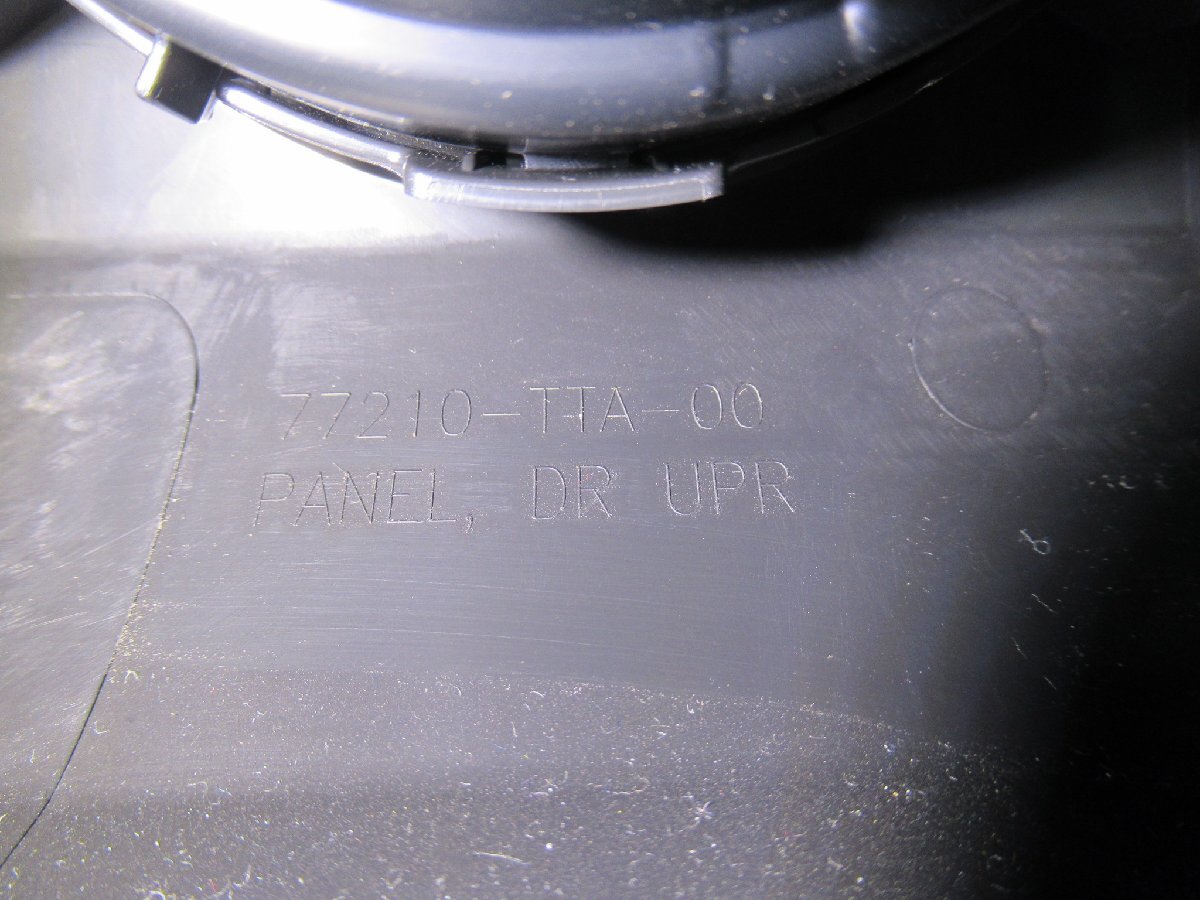 77210-TTA-00
PANEL, DR UPR